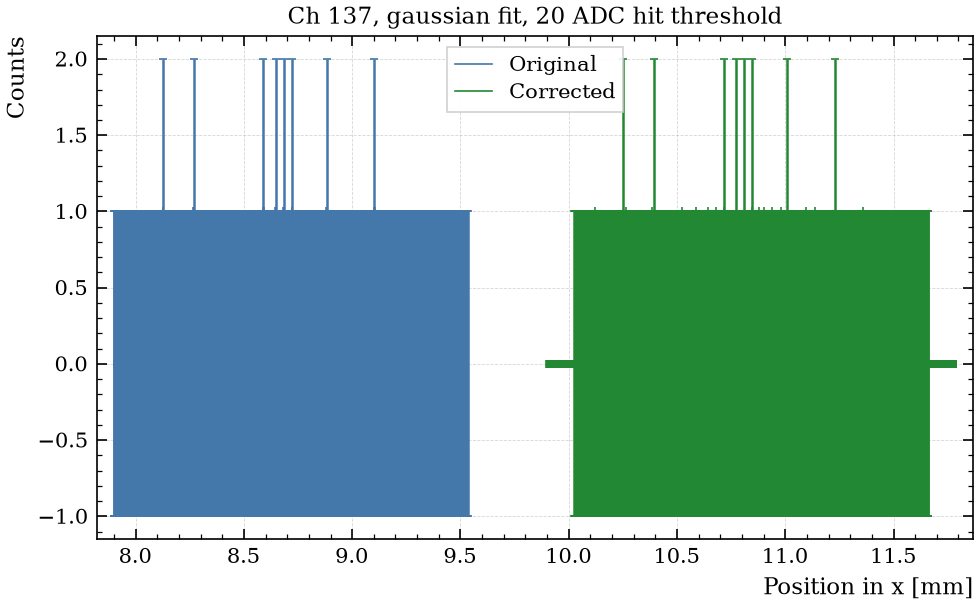 Ch 137, gaussian fit, 20 ADC hit threshold
Counts
Original
Corrected
2.0
1.5
1.0
0.5
0.0
−0.5
−1.0
8.0 8.5 9.0 9.5 10.0 10.5 11.0 11.5
Position in x [mm]